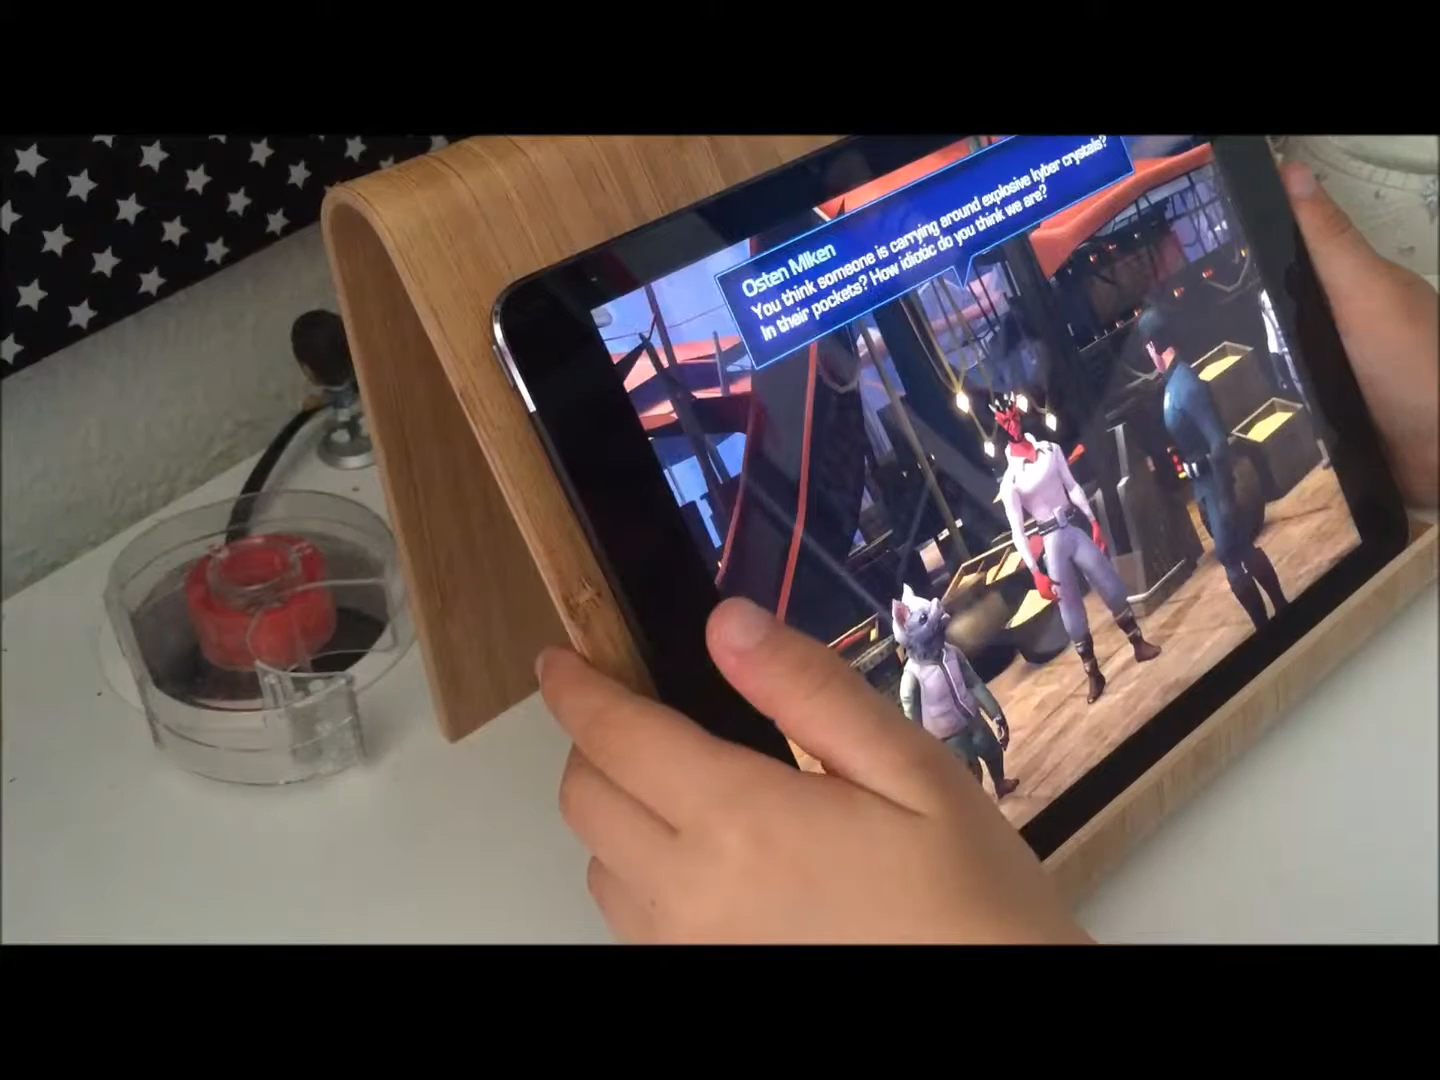 Osten Miken
You think someone is carrying around explosive kyber crystals?
In their pockets? How idiotic do you think we are?